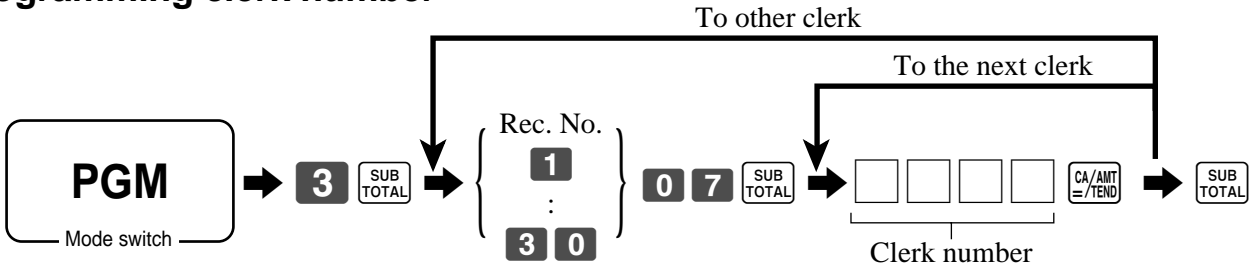 To other clerk
To the next clerk
PGM
Mode switch
3 SUB TOTAL
Rec. No.
1
:
3 0
0 7 SUB TOTAL
CA/AMT =/TEND
SUB TOTAL
Clerk number